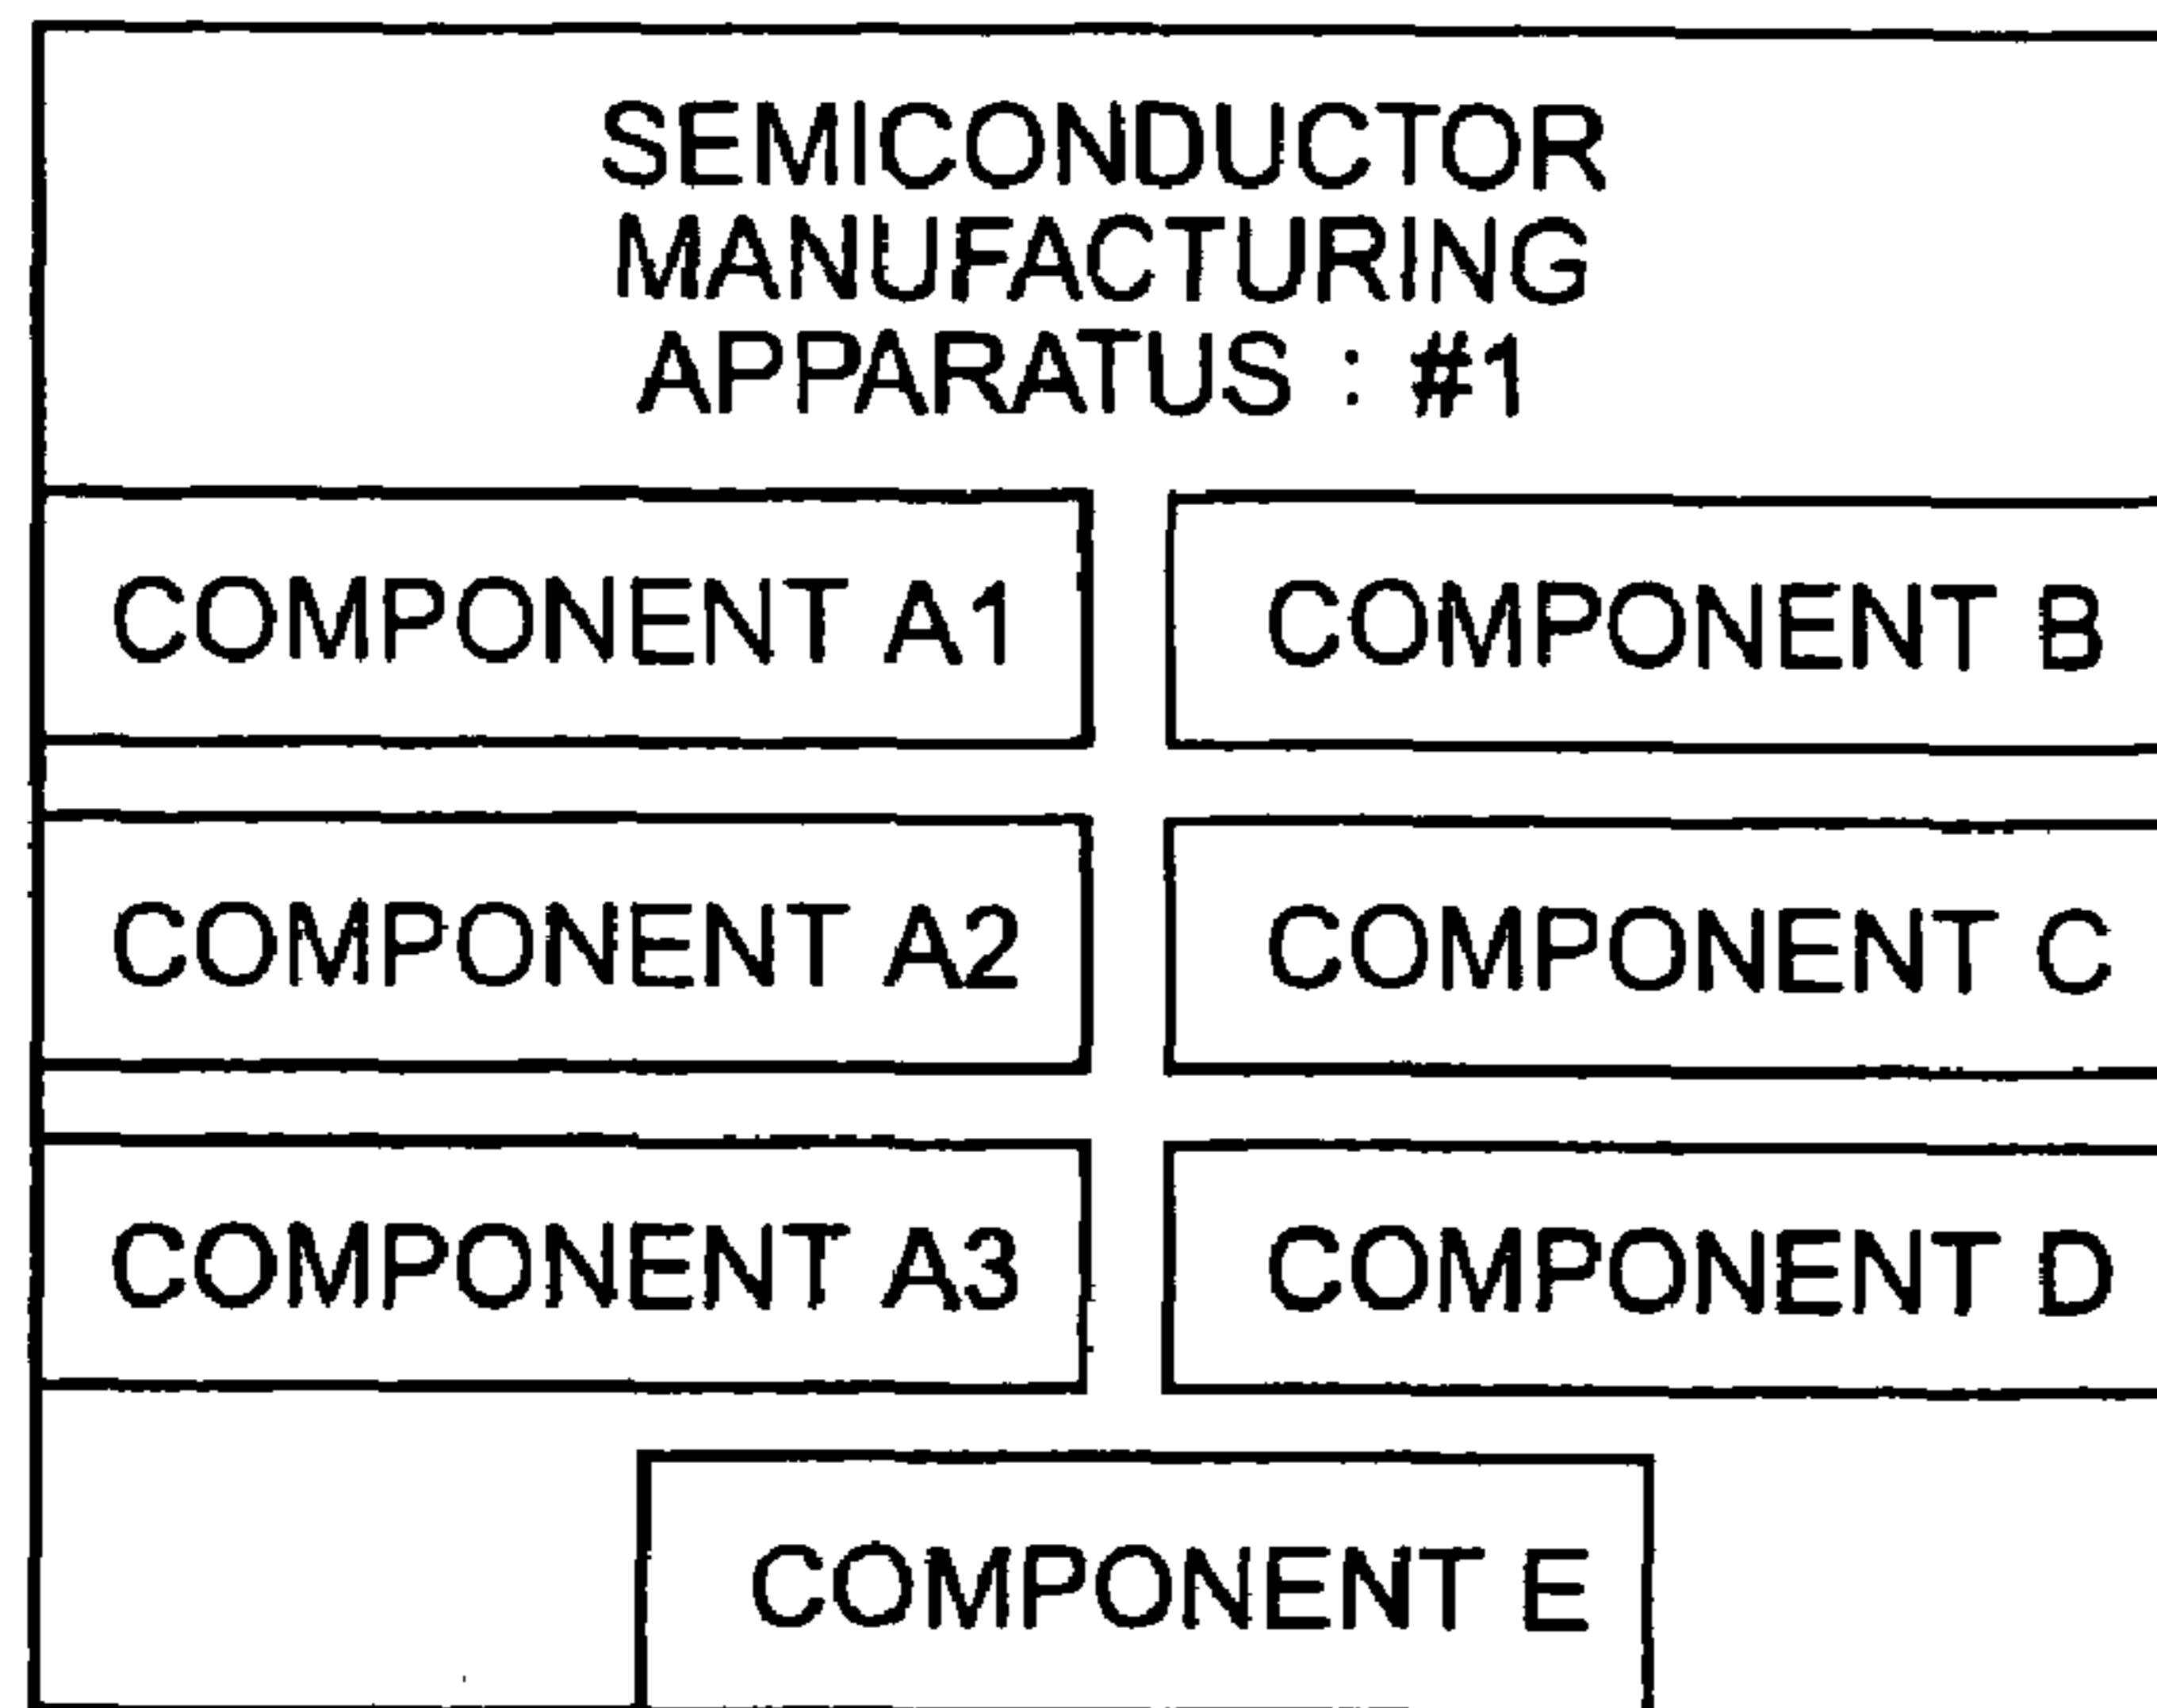 SEMICONDUCTOR
MANUFACTURING
APPARATUS : #1
COMPONENT A1
COMPONENT B
COMPONENT A2
COMPONENT C
COMPONENT A3
COMPONENT D
COMPONENT E